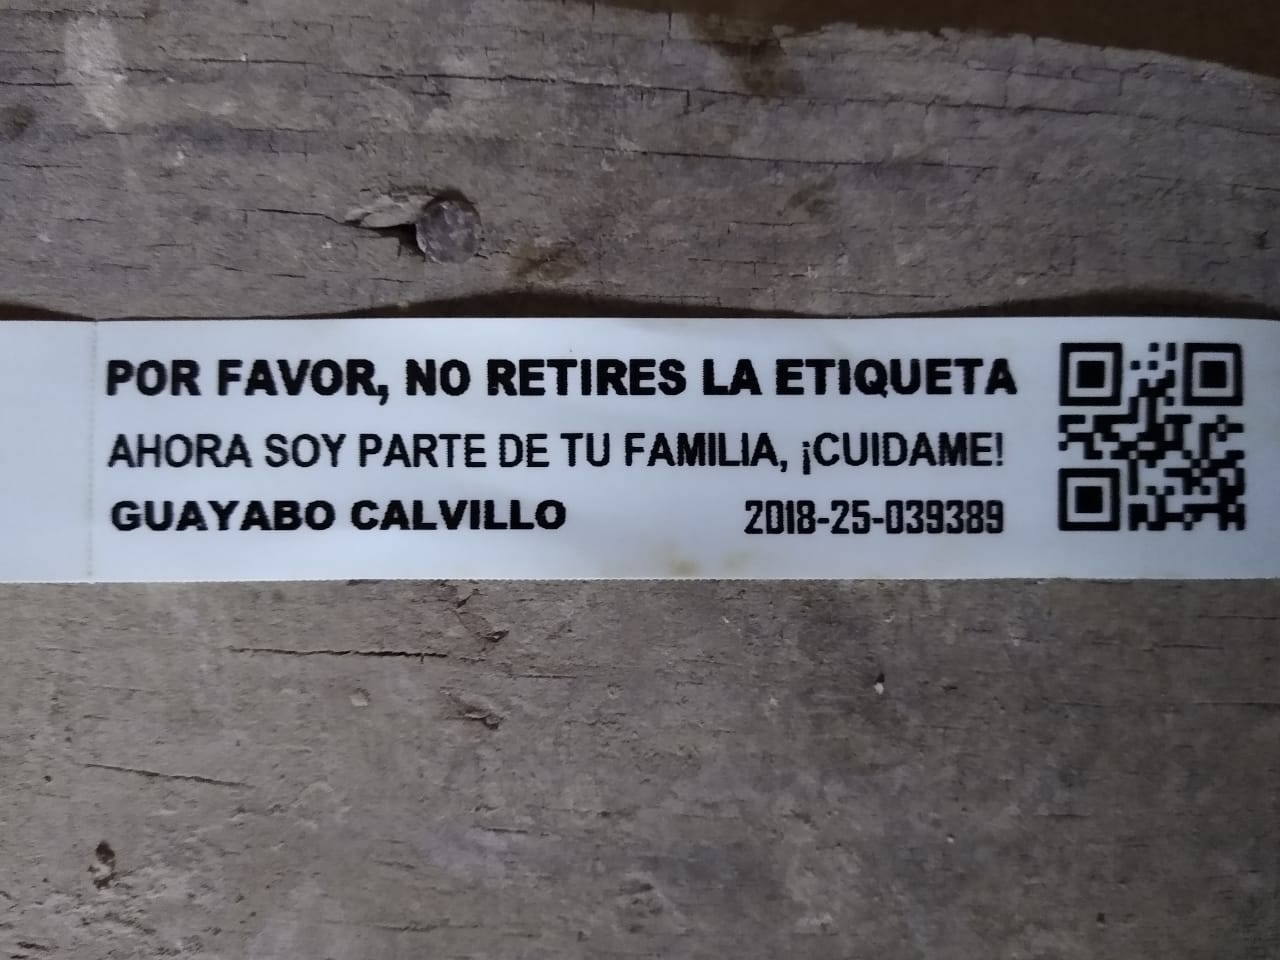 POR FAVOR, NO RETIRES LA ETIQUETA
AHORA SOY PARTE DE TU FAMILIA, ¡CUIDAME!
GUAYABO CALVILLO 2018-25-039389